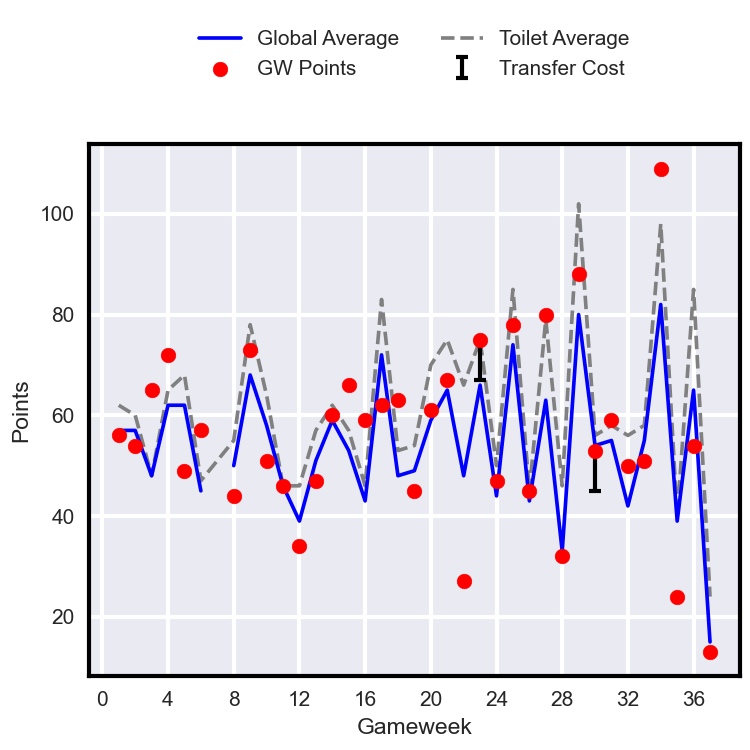 Global Average
Toilet Average
GW Points
Transfer Cost
100
80
60
40
20
Points
0 4 8 12 16 20 24 28 32 36
Gameweek